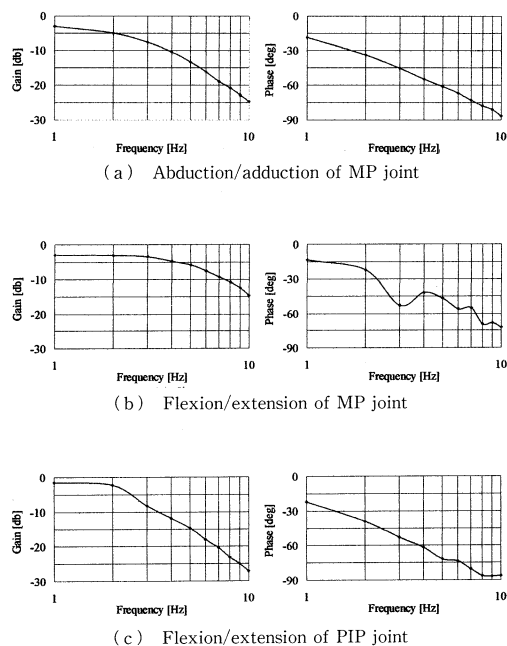 0
-10
-20
-30
Gain [db]
1
10
Frequency [Hz]
0
-30
-60
-90
Phase [deg]
1
10
Frequency [Hz]
(a) Abduction/adduction of MP joint
0
-10
-20
-30
Gain [db]
1
10
Frequency [Hz]
0
-30
-60
-90
Phase [deg]
1
10
Frequency [Hz]
(b) Flexion/extension of MP joint
0
-10
-20
-30
Gain [db]
1
10
Frequency [Hz]
0
-30
-60
-90
Phase [deg]
1
10
Frequency [Hz]
(c) Flexion/extension of PIP joint